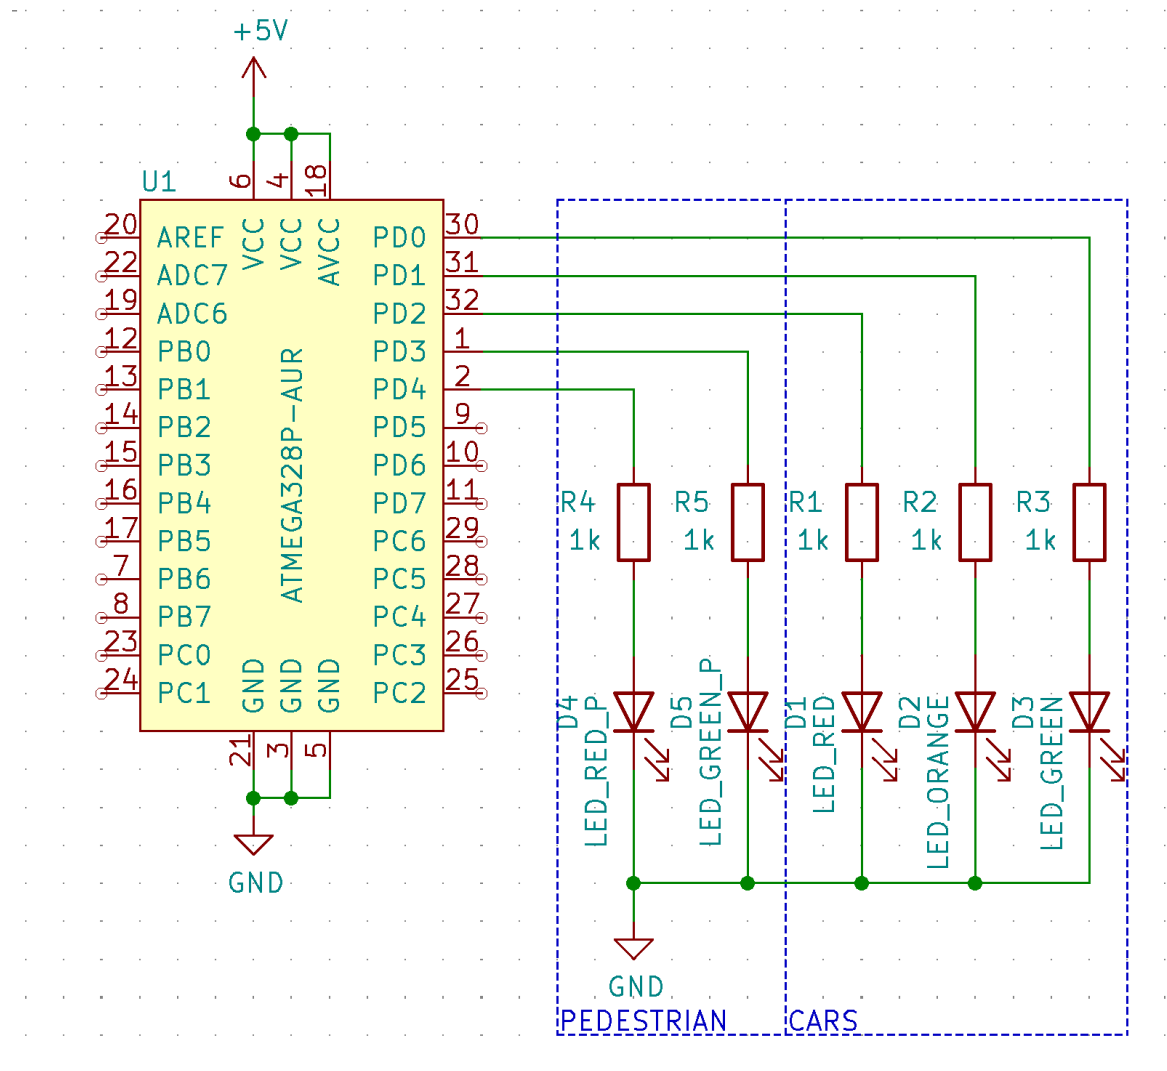 +5V
U1
6
4
18
20
AREF
VCC
VCC
AVCC
PD0
30
22
ADC7
PD1
31
19
ADC6
PD2
32
12
PB0
PD3
1
13
PB1
PD4
2
14
PB2
PD5
9
15
PB3
PD6
10
16
PB4
PD7
11
17
PB5
PC6
29
7
PB6
PC5
28
8
PB7
PC4
27
23
PC0
PC3
26
24
PC1
PC2
25
ATMEGA328P-AUR
GND
GND
GND
21
3
5
GND
R4
1k
R5
1k
R1
1k
R2
1k
R3
1k
D4
LED_RED_P
D5
LED_GREEN_P
D1
LED_RED
D2
LED_ORANGE
D3
LED_GREEN
GND
PEDESTRIAN
CARS